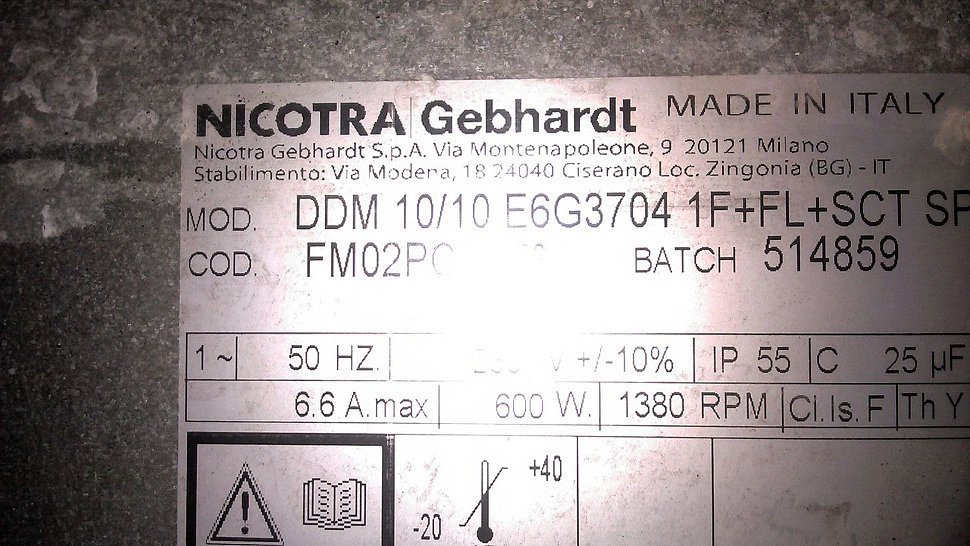 NICOTRA Gebhardt MADE IN ITALY
Nicotra Gebhardt S.p.A. Via Montenapoleone, 9 20121 Milano
Stabilimento: Via Modena, 18 24040 Ciserano Loc. Zingonia (BG) - IT
MOD. DDM 10/10 E6G3704 1F+FL+SCT
COD. BATCH 514859
1 ~ 50 HZ. V +/-10% IP 55 C 25 µF
6.6 A.max 600 W. 1380 RPM Cl.Is. F Th Y
+40
-20